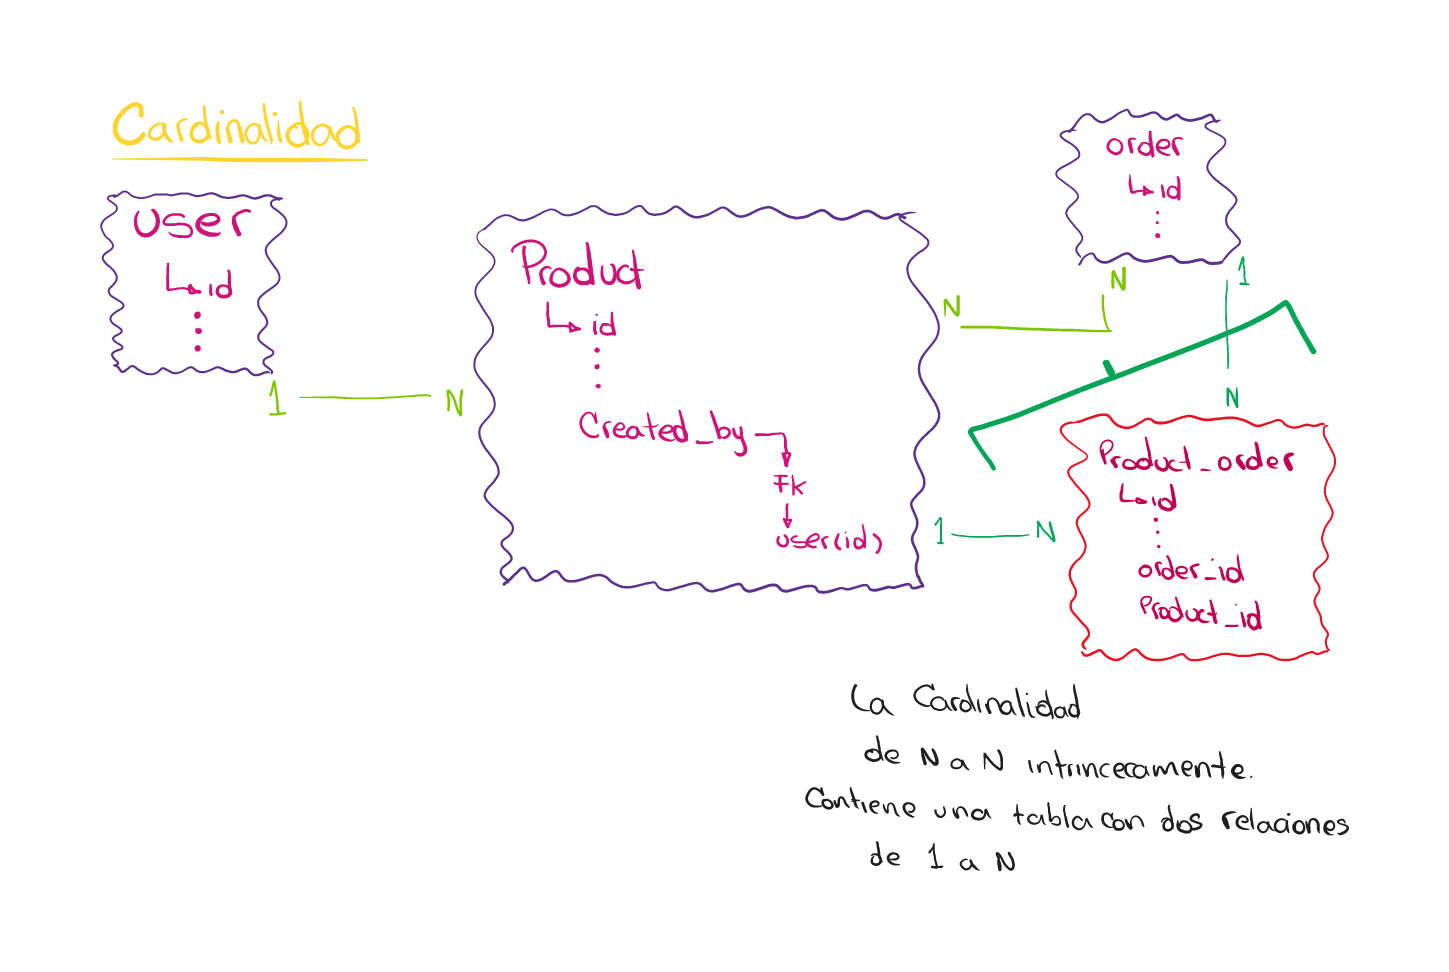 Cardinalidad
user
id
1
N
Product
id
Created_by
Fk
user(id)
N
N
order
id
1
N
1
N
Product_order
id
order_id
Product_id
La Cardinalidad
de N a N intrincecamente.
Contiene una tabla con dos relaciones
de 1 a N